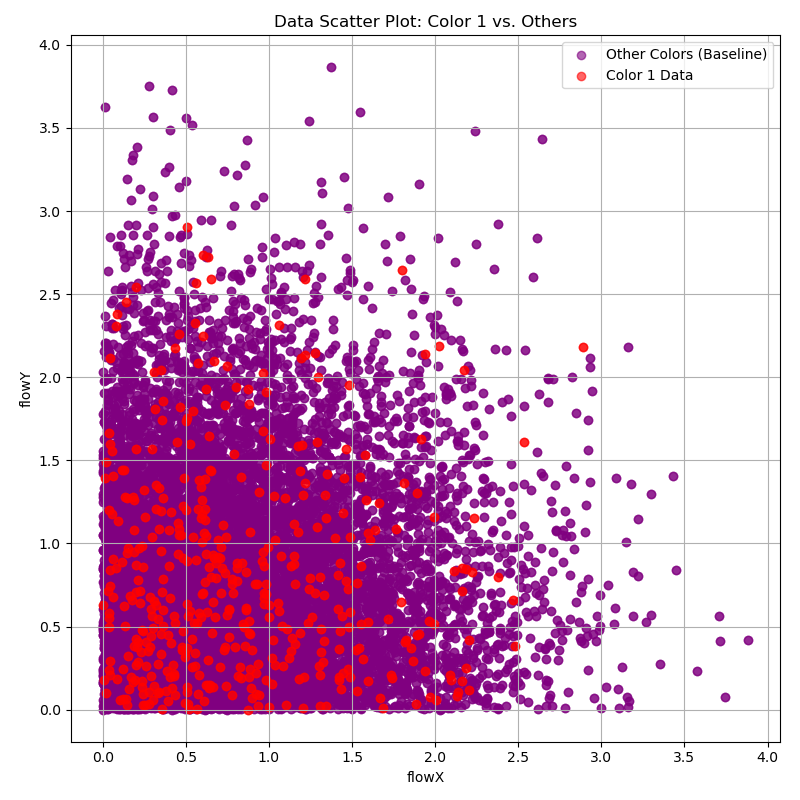 Data Scatter Plot: Color 1 vs. Others
Other Colors (Baseline)
Color 1 Data
flowY
4.0
3.5
3.0
2.5
2.0
1.5
1.0
0.5
0.0
0.0 0.5 1.0 1.5 2.0 2.5 3.0 3.5 4.0
flowX